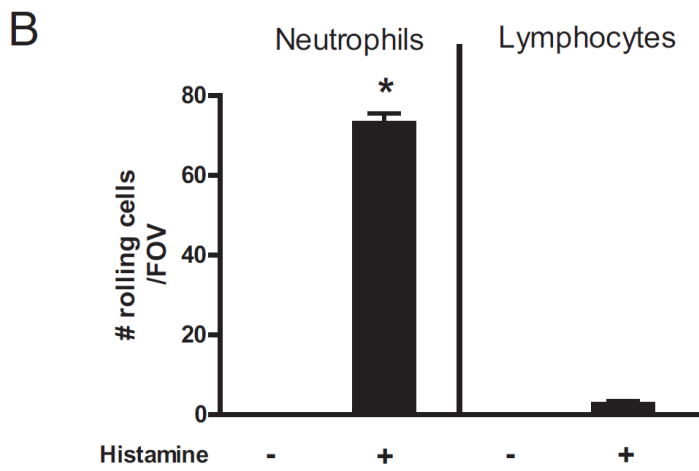 B
Neutrophils Lymphocytes
*
80
60
40
20
0
# rolling cells
/FOV
Histamine - + - +